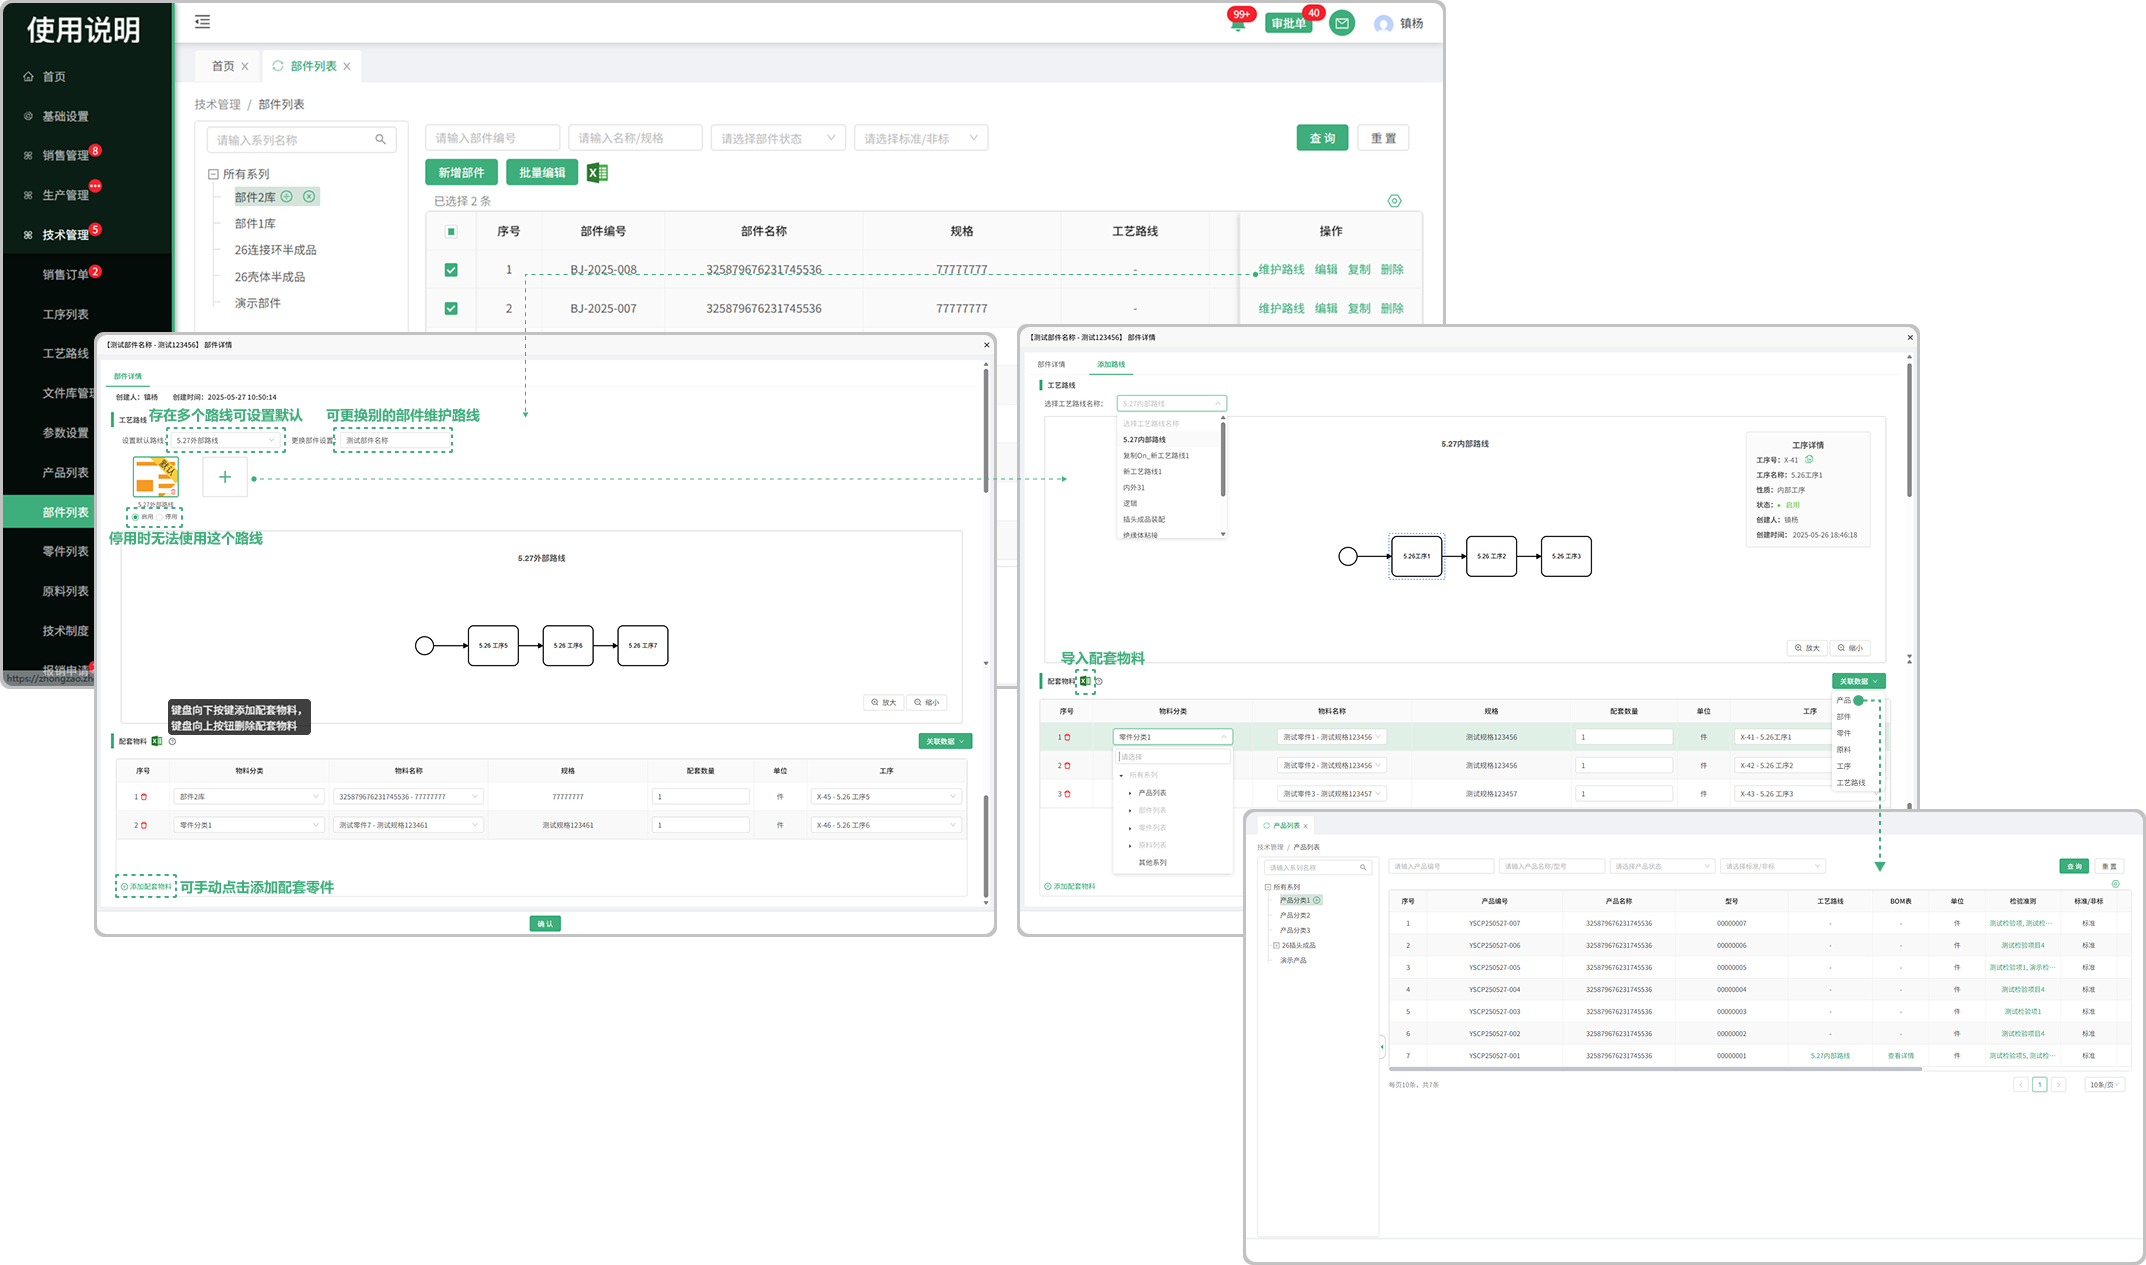 使用说明
首页
基础设置
销售管理 8
生产管理
技术管理 5
销售订单 2
工序列表
工艺路线
文件库管
参数设置
产品列表
部件列表
零件列表
原料列表
技术制度
报销申请
https://zhongzao.zh
99+ 审批单 40 镇杨
首页 × 部件列表 ×
技术管理 / 部件列表
请输入系列名称
所有系列
部件2库
部件1库
26连接环半成品
26壳体半成品
演示部件
请输入部件编号 请输入名称/规格 请选择部件状态 请选择标准/非标 查 询 重 置
新增部件 批量编辑
已选择 2 条
序号 部件编号 部件名称 规格 工艺路线 操作
1 BJ-2025-008 325879676231745536 77777777 - 维护路线 编辑 复制 删除
2 BJ-2025-007 325879676231745536 77777777 - 维护路线 编辑 复制 删除
【测试部件名称 - 测试123456】 部件详情 ×
部件详情
创建人：镇杨 创建时间：2025-05-27 10:50:14
工艺路线 存在多个路线可设置默认 可更换别的部件维护路线
设置默认路线 5.27外部路线 更换部件设置 测试部件名称
默认
+
5.27外部路线
启用 停用
停用时无法使用这个路线
5.27外部路线
5.26 工序5 5.26 工序6 5.26 工序7
放大 缩小
键盘向下按键添加配套物料，
键盘向上按钮删除配套物料
配套物料 关联数据
序号 物料分类 物料名称 规格 配套数量 单位 工序
1 部件2库 325879676231745536 - 77777777 77777777 1 件 X-45 - 5.26 工序5
2 零件分类1 测试零件7 - 测试规格123461 测试规格123461 1 件 X-46 - 5.26 工序6
添加配套物料 可手动点击添加配套零件
确 认
【测试部件名称 - 测试123456】 部件详情 ×
部件详情 添加路线
工艺路线
选择工艺路线名称： 5.27内部路线
选择工艺路线名称
5.27内部路线
复制On_新工艺路线1
新工艺路线1
内外31
逻辑
插头成品装配
绝缘体粘接
5.27内部路线
5.26工序1 5.26 工序2 5.26 工序3
工序详情
工序号：X-41
工序名称：5.26工序1
性质：内部工序
状态：启用
创建人：镇杨
创建时间： 2025-05-26 18:46:18
放大 缩小
导入配套物料
配套物料 关联数据
产品
部件
零件
原料
工序
工艺路线
序号 物料分类 物料名称 规格 配套数量 单位 工序
1 零件分类1 测试零件1 - 测试规格123456 测试规格123456 1 件 X-41 - 5.26工序1
2 测试零件2 - 测试规格123456 测试规格123456 1 件 X-42 - 5.26 工序2
3 测试零件3 - 测试规格123457 测试规格123457 1 件 X-43 - 5.26 工序3
请选择
所有系列
产品列表
部件列表
零件列表
原料列表
其他系列
添加配套物料
产品列表 ×
技术管理 / 产品列表
请输入系列名称
所有系列
产品分类1
产品分类2
产品分类3
26插头成品
演示产品
请输入产品编号 请输入产品名称/型号 请选择产品状态 请选择标准/非标 查 询 重 置
序号 产品编号 产品名称 型号 工艺路线 BOM表 单位 检验准则 标准/非标
1 YSCP250527-007 325879676231745536 00000007 - - 件 测试检验项, 测试检… 标准
2 YSCP250527-006 325879676231745536 00000006 - - 件 测试检验项目4 标准
3 YSCP250527-005 325879676231745536 00000005 - - 件 测试检验项1, 演示检… 标准
4 YSCP250527-004 325879676231745536 00000004 - - 件 测试检验项目4 标准
5 YSCP250527-003 325879676231745536 00000003 - - 件 测试检验项1 标准
6 YSCP250527-002 325879676231745536 00000002 - - 件 测试检验项目4 标准
7 YSCP250527-001 325879676231745536 00000001 5.27内部路线 查看详情 件 测试检验项5, 测试检… 标准
每页10条，共7条
< 1 > 10条/页